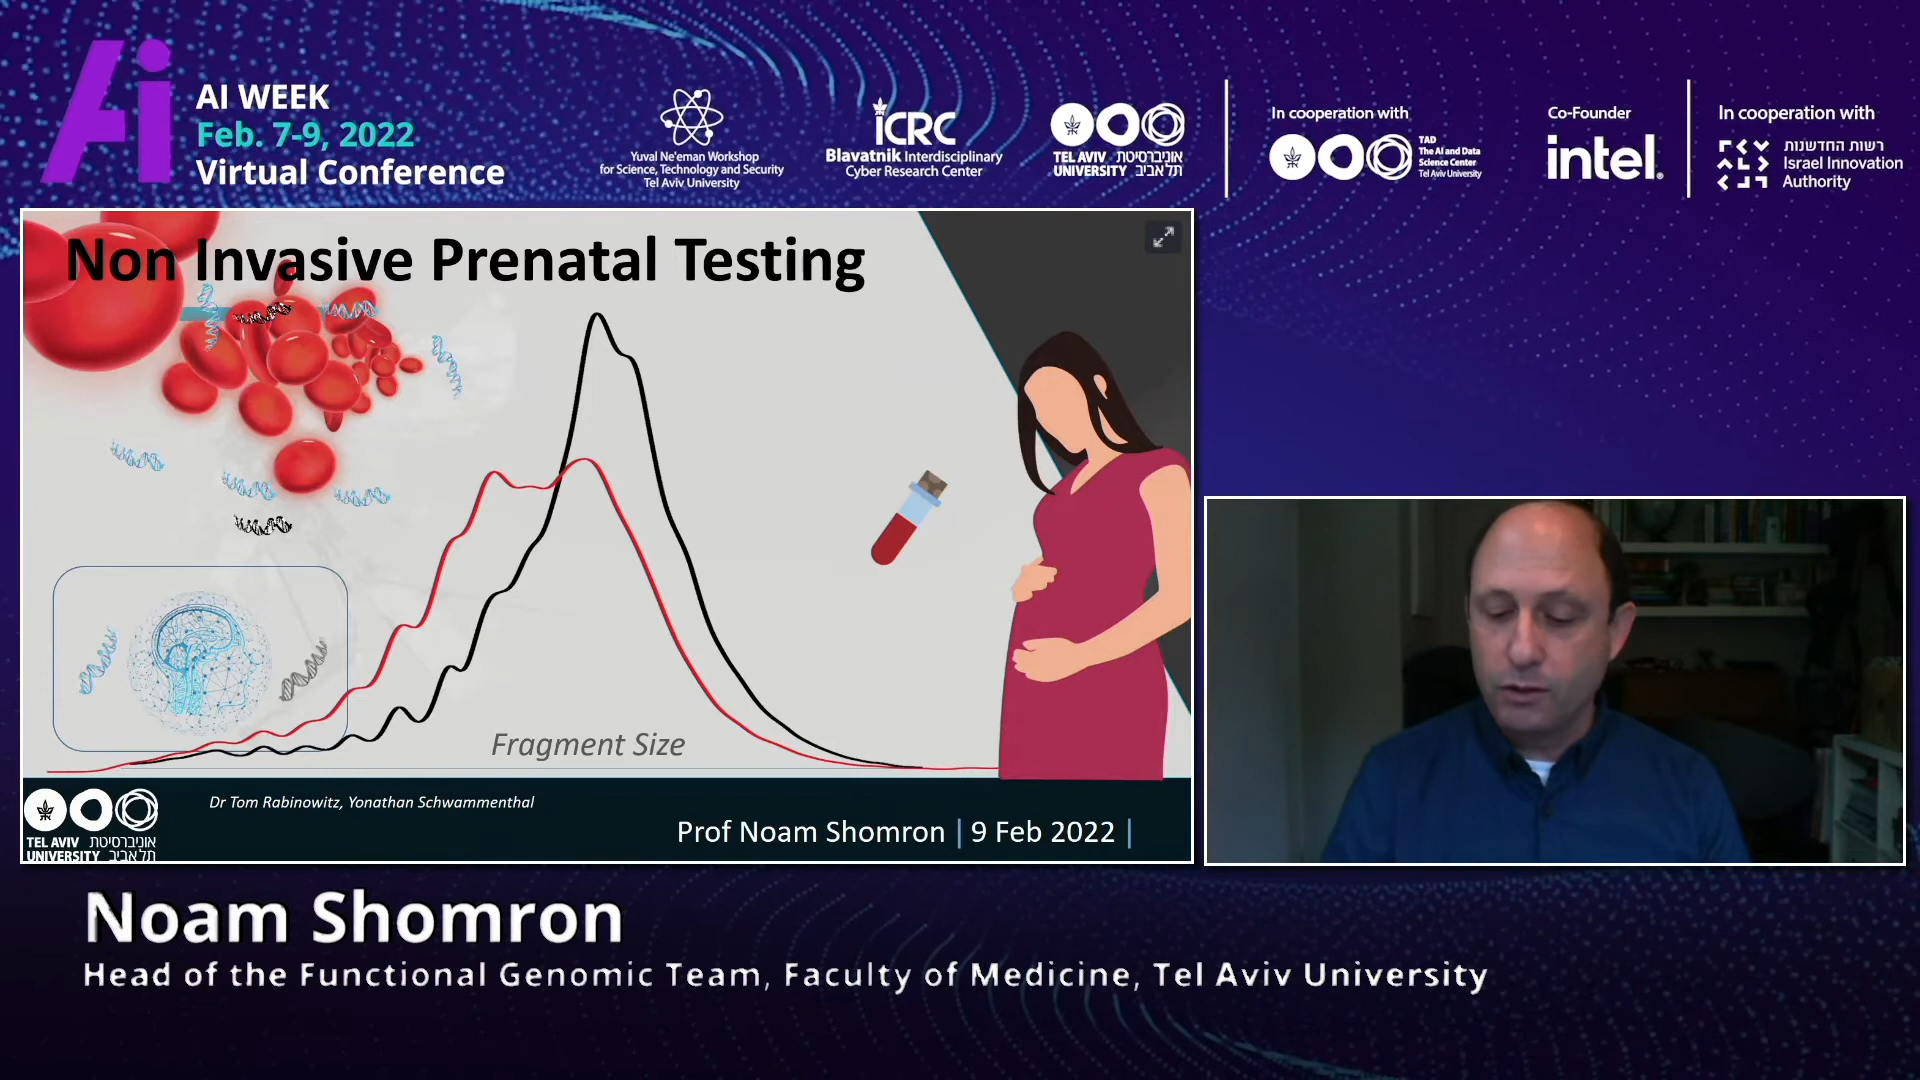 Ai
AI WEEK
Feb. 7-9, 2022
Virtual Conference
Yuval Ne'eman Workshop
for Science, Technology and Security
Tel Aviv University
ICRC
Blavatnik Interdisciplinary
Cyber Research Center
TEL AVIV אוניברסיטת
UNIVERSITY תל אביב
In cooperation with
TAD
The AI and Data
Science Center
Tel Aviv University
Co-Founder
intel
In cooperation with
רשות החדשנות
Israel Innovation
Authority
Non Invasive Prenatal Testing
Fragment Size
Dr Tom Rabinowitz, Yonathan Schwammenthal
TEL AVIV אוניברסיטת
UNIVERSITY תל אביב
Prof Noam Shomron | 9 Feb 2022 |
Noam Shomron
Head of the Functional Genomic Team, Faculty of Medicine, Tel Aviv University